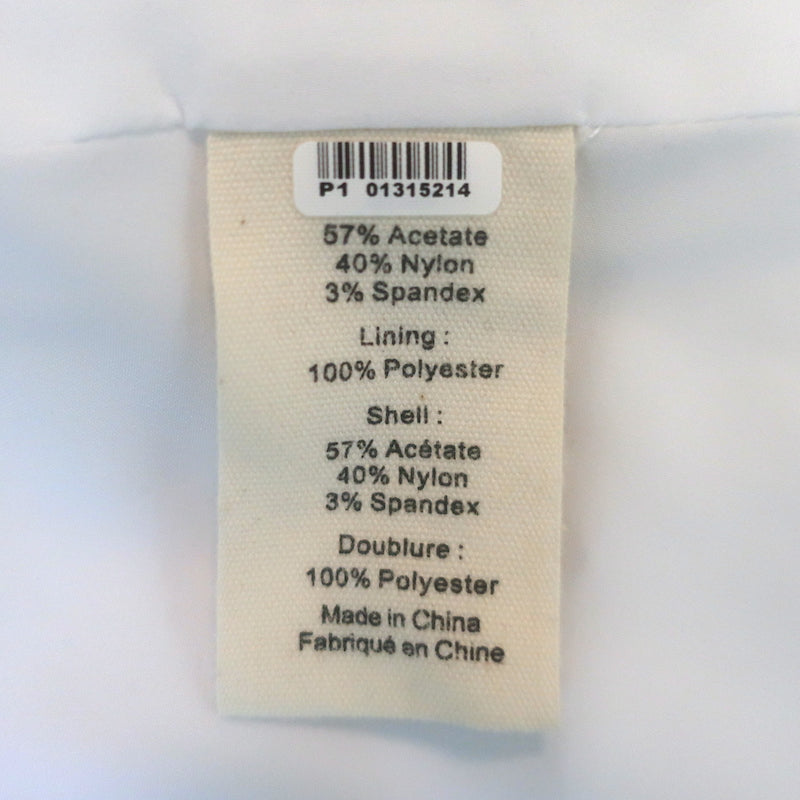 P1 01315214
57% Acetate
40% Nylon
3% Spandex
Lining :
100% Polyester
Shell :
57% Acétate
40% Nylon
3% Spandex
Doublure :
100% Polyester
Made in China
Fabriqué en Chine